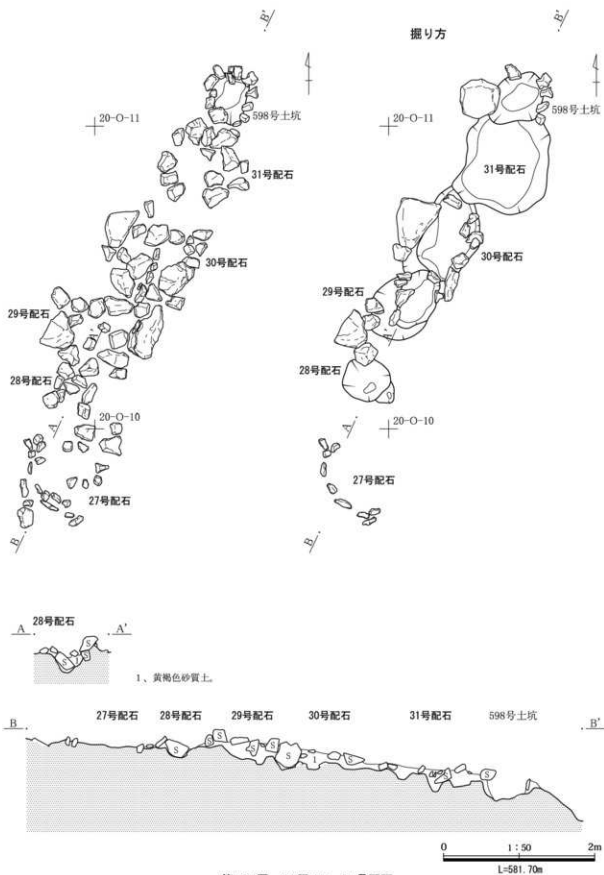 B'
20-O-11
598号土坑
31号配石
30号配石
29号配石
28号配石
A
20-O-10
27号配石
B
掘り方
B'
20-O-11
598号土坑
31号配石
30号配石
29号配石
A'
28号配石
A
20-O-10
27号配石
B
28号配石
A A'
S S S
1
1、黄褐色砂質土。
27号配石 28号配石 29号配石 30号配石 31号配石 598号土坑
B B'
S S S S S S 1 S S S
0 1:50 2m
L=581.70m